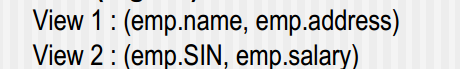 View 1 : (emp.name, emp.address)
View 2 : (emp.SIN, emp.salary)